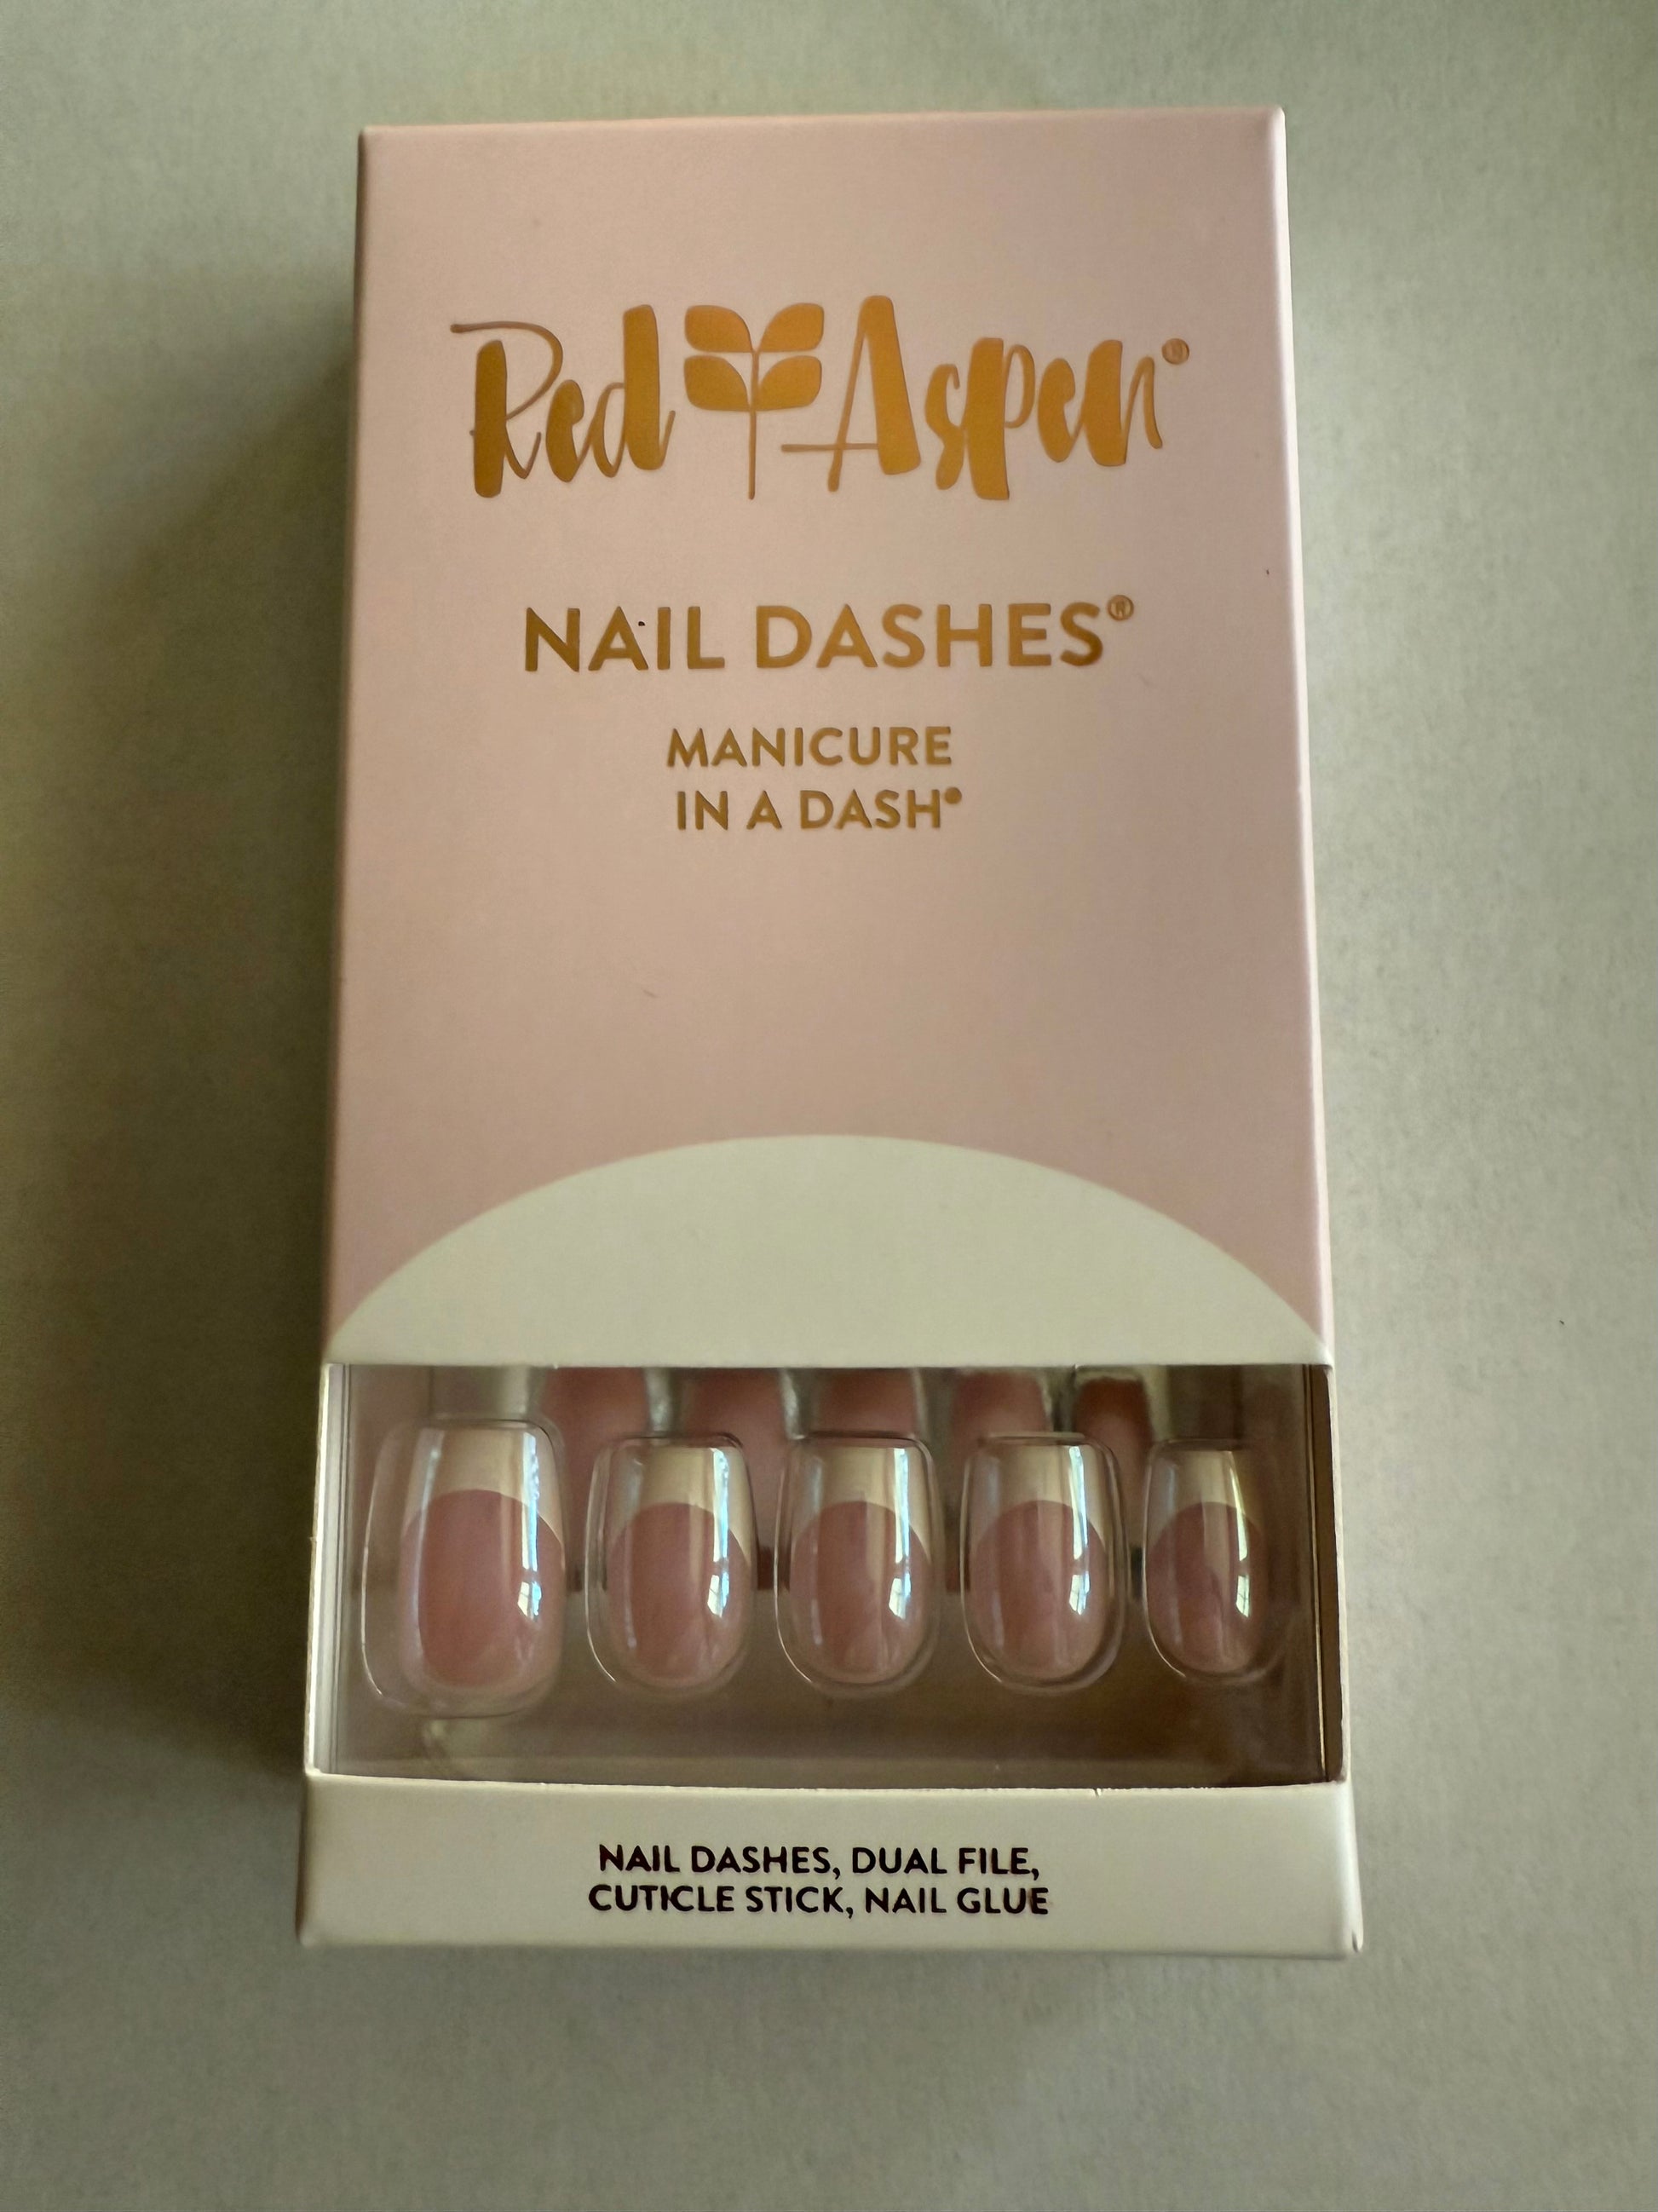 Red Aspen®
NAIL DASHES®
MANICURE
IN A DASH®
NAIL DASHES, DUAL FILE,
CUTICLE STICK, NAIL GLUE